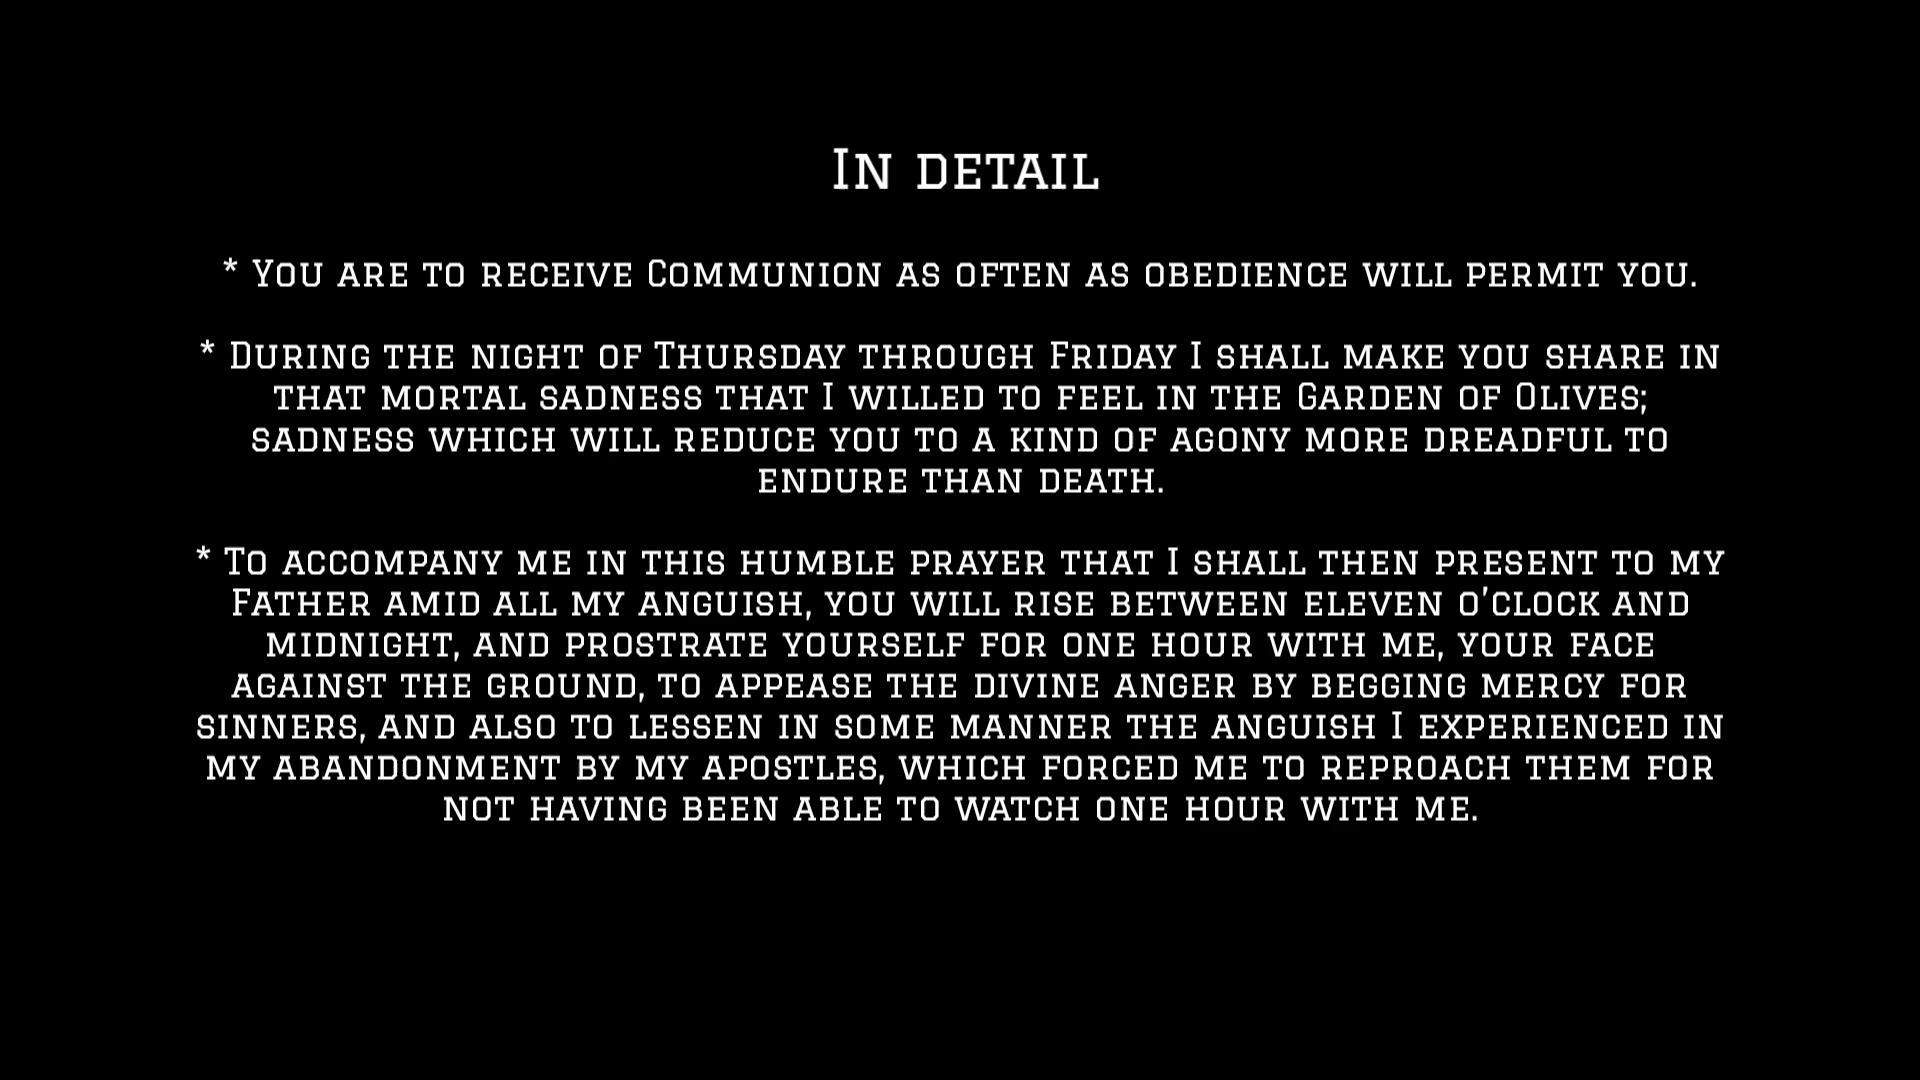 In detail
* You are to receive Communion as often as obedience will permit you.
* During the night of Thursday through Friday I shall make you share in
that mortal sadness that I willed to feel in the Garden of Olives;
sadness which will reduce you to a kind of agony more dreadful to
endure than death.
* To accompany me in this humble prayer that I shall then present to my
Father amid all my anguish, you will rise between eleven o'clock and
midnight, and prostrate yourself for one hour with me, your face
against the ground, to appease the divine anger by begging mercy for
sinners, and also to lessen in some manner the anguish I experienced in
my abandonment by my apostles, which forced me to reproach them for
not having been able to watch one hour with me.